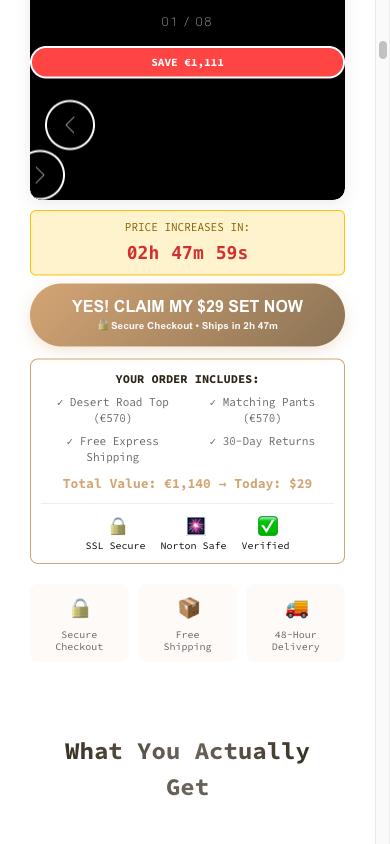 01 / 08
SAVE €1,111
PRICE INCREASES IN:
02h 47m 59s
YES! CLAIM MY $29 SET NOW
🔒 Secure Checkout • Ships in 2h 47m
YOUR ORDER INCLUDES:
✓ Desert Road Top
(€570)
✓ Matching Pants
(€570)
✓ Free Express
Shipping
✓ 30-Day Returns
Total Value: €1,140 → Today: $29
SSL Secure
Norton Safe
Verified
Secure
Checkout
Free
Shipping
48-Hour
Delivery
What You Actually
Get